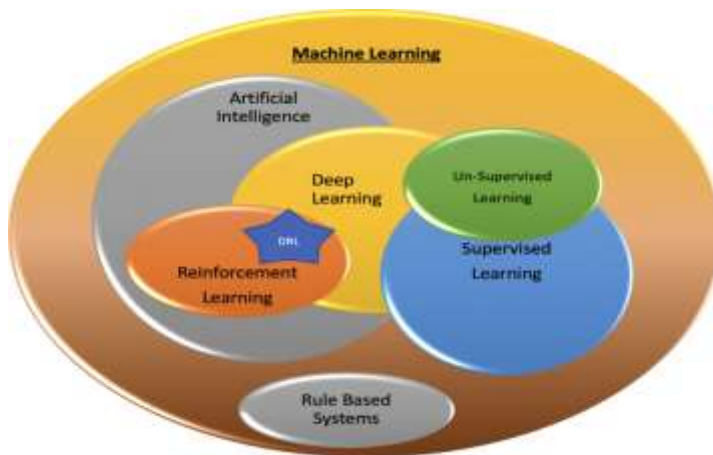 Machine Learning
Artificial
Intelligence
Deep
Learning
Un-Supervised
Learning
DRL
Supervised
Learning
Reinforcement
Learning
Rule Based
Systems